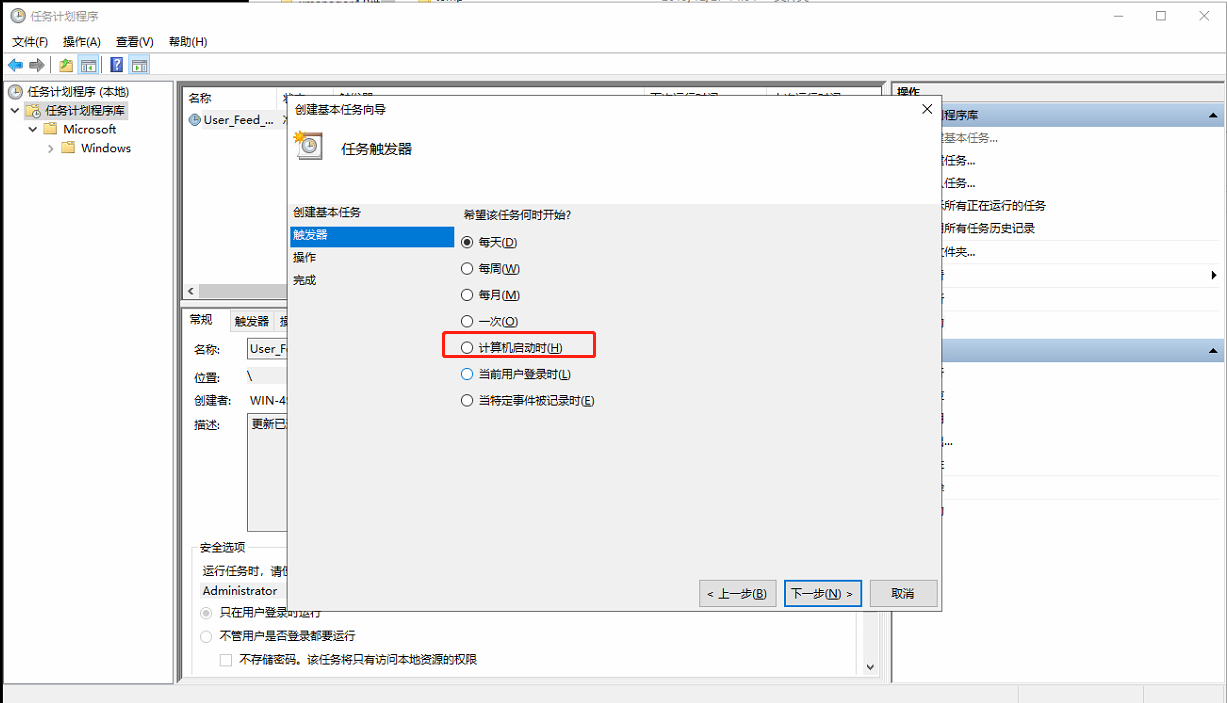 任务计划程序
文件(F) 操作(A) 查看(V) 帮助(H)
任务计划程序 (本地)
任务计划程序库
Microsoft
Windows
名称
User_Feed_...
操作
程序库
基本任务...
任务...
任务...
所有正在运行的任务
所有任务历史记录
文件夹...
创建基本任务向导
任务触发器
创建基本任务
触发器
操作
完成
希望该任务何时开始?
每天(D)
每周(W)
每月(M)
一次(O)
计算机启动时(H)
当前用户登录时(L)
当特定事件被记录时(E)
< 上一步(B)
下一步(N) >
取消
常规 触发器
名称: User_F
位置: \
创建者: WIN-4
描述: 更新已
安全选项
运行任务时，请
Administrator
只在用户登录时运行
不管用户是否登录都要运行
不存储密码。该任务将只有访问本地资源的权限